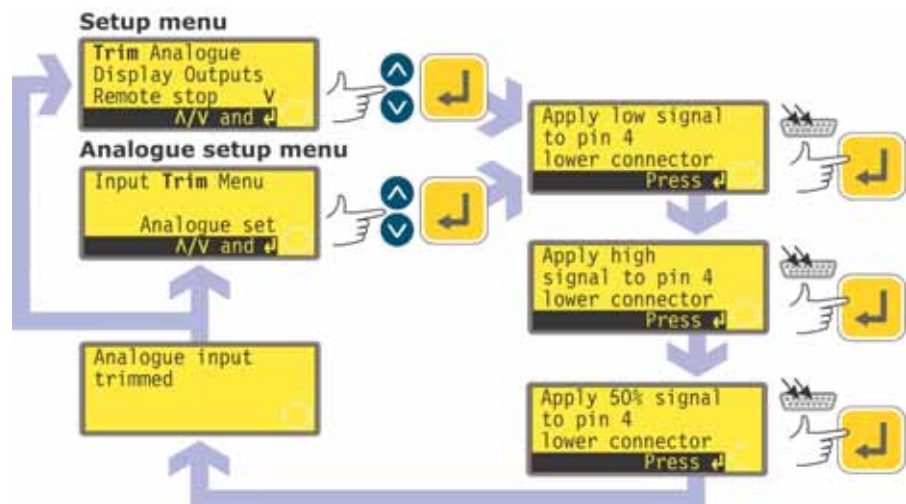 Setup menu
Trim Analogue
Display Outputs
Remote stop V
Λ/V and ↲
Analogue setup menu
Input Trim Menu
Analogue set
Λ/V and ↲
Analogue input
trimmed
Apply low signal
to pin 4
lower connector
Press ↲
Apply high
signal to pin 4
lower connector
Press ↲
Apply 50% signal
to pin 4
lower connector
Press ↲